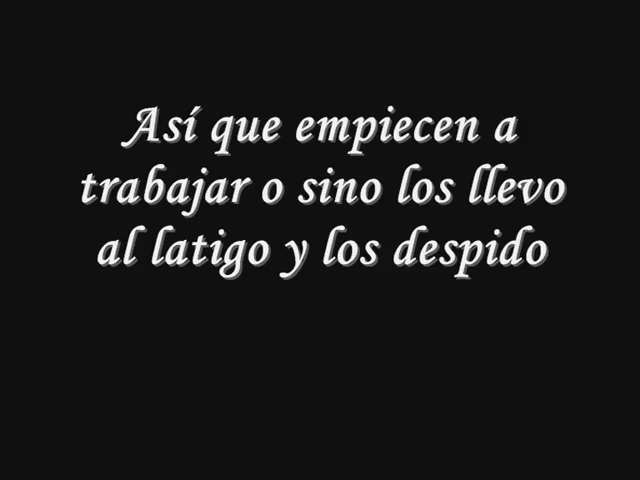 Así que empiecen a
trabajar o sino los llevo
al latigo y los despido